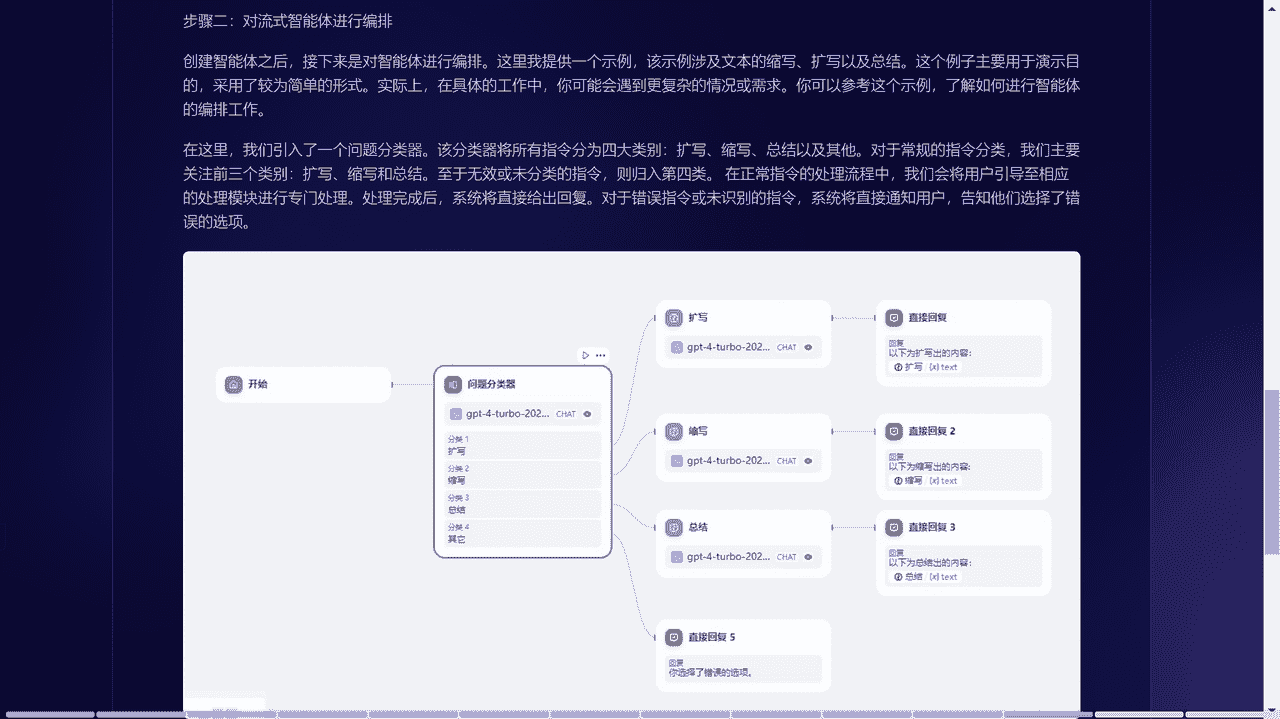 步骤二：对流式智能体进行编排
创建智能体之后，接下来是对智能体进行编排。这里我提供一个示例，该示例涉及文本的缩写、扩写以及总结。这个例子主要用于演示目
的，采用了较为简单的形式。实际上，在具体的工作中，你可能会遇到更复杂的情况或需求。你可以参考这个示例，了解如何进行智能体
的编排工作。
在这里，我们引入了一个问题分类器。该分类器将所有指令分为四大类别：扩写、缩写、总结以及其他。对于常规的指令分类，我们主要
关注前三个类别：扩写、缩写和总结。至于无效或未分类的指令，则归入第四类。 在正常指令的处理流程中，我们会将用户引导至相应
的处理模块进行专门处理。处理完成后，系统将直接给出回复。对于错误指令或未识别的指令，系统将直接通知用户，告知他们选择了错
误的选项。
开始
问题分类器
gpt-4-turbo-202... CHAT
分类 1
扩写
分类 2
缩写
分类 3
总结
分类 4
其它
扩写
gpt-4-turbo-202... CHAT
直接回复
回复
以下为扩写出的内容:
扩写 {x} text
缩写
gpt-4-turbo-202... CHAT
直接回复 2
回复
以下为缩写出的内容:
缩写 {x} text
总结
gpt-4-turbo-202... CHAT
直接回复 3
回复
以下为总结出的内容:
总结 {x} text
直接回复 5
回复
你选择了错误的选项。